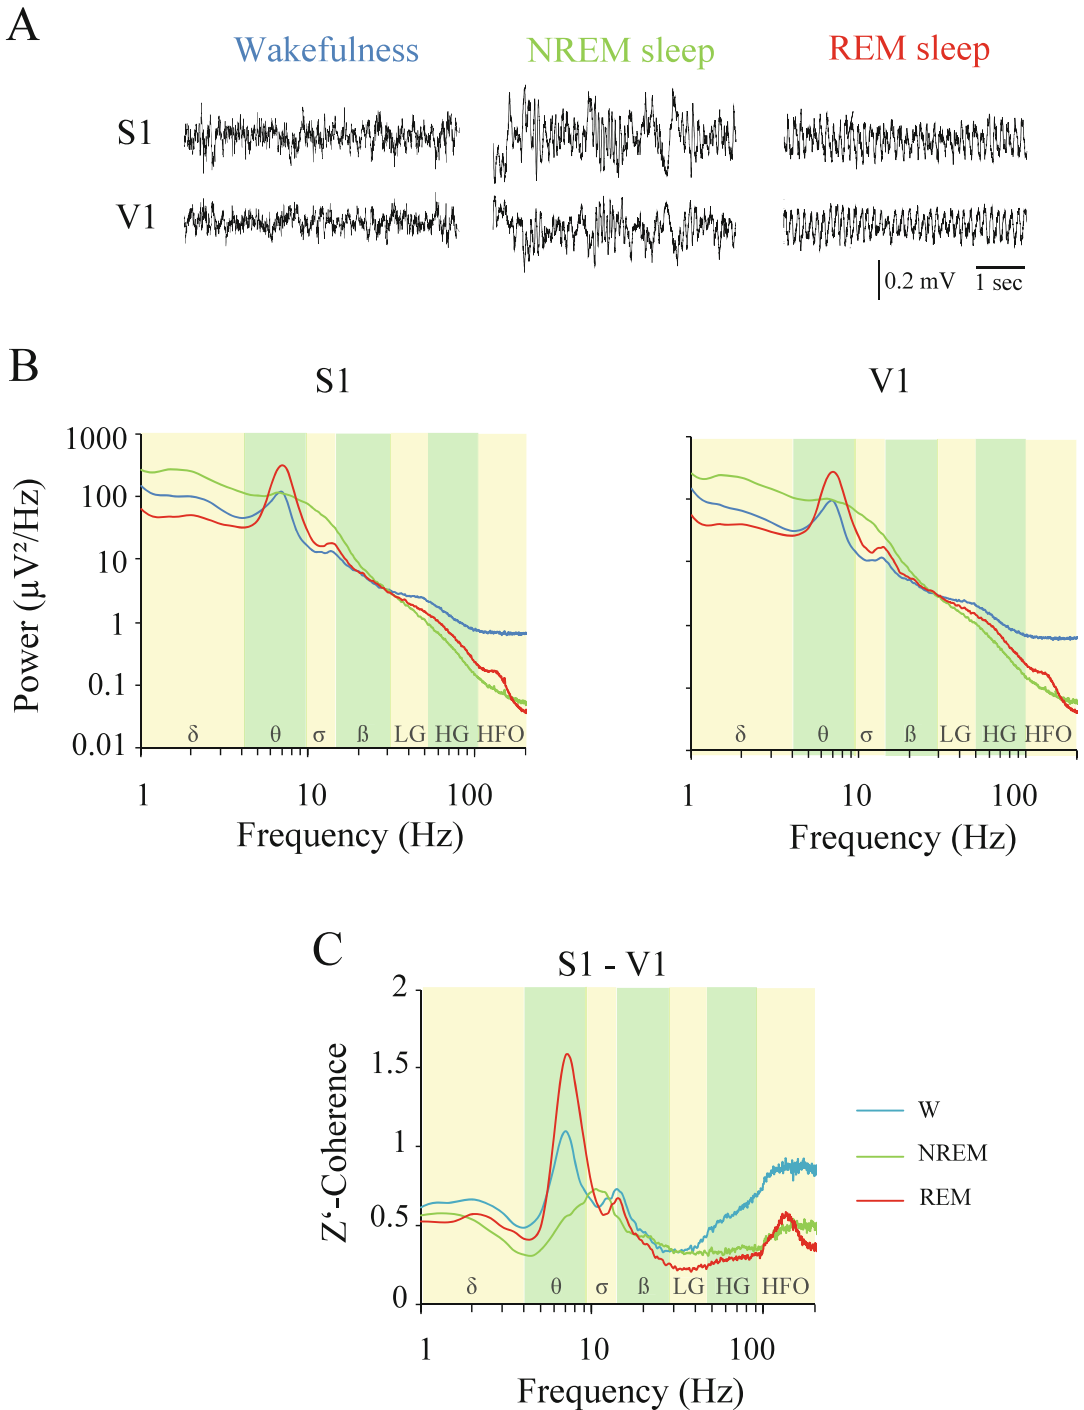 A
Wakefulness NREM sleep REM sleep
S1
V1
0.2 mV 1 sec
B
S1 V1
1000
100
10
1
0.1
0.01
Power (µV²/Hz)
δ θ σ ß LG HG HFO
δ θ σ ß LG HG HFO
1 10 100
1 10 100
Frequency (Hz)
Frequency (Hz)
C
S1 - V1
2
1.5
1
0.5
0
Z‘-Coherence
δ θ σ ß LG HG HFO
1 10 100
Frequency (Hz)
W
NREM
REM